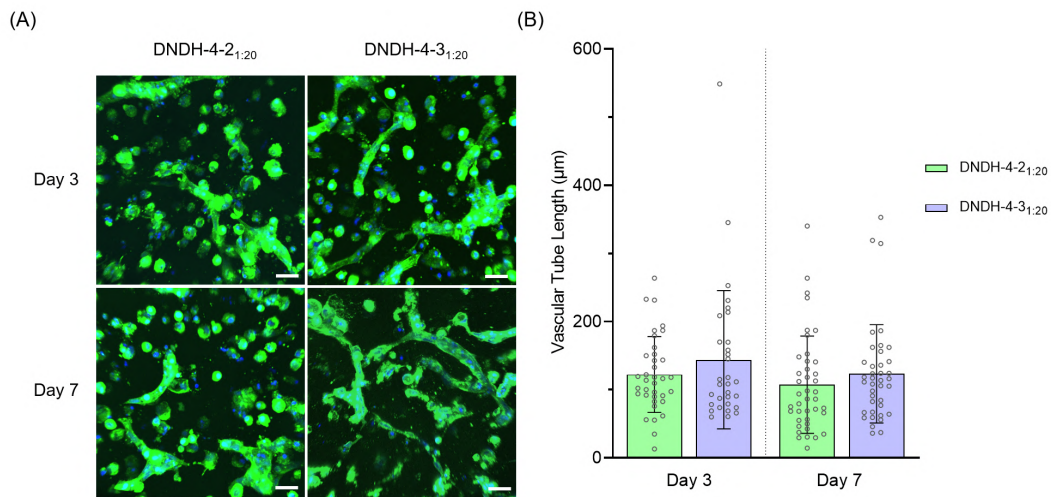 (A)
DNDH-4-2₁:₂₀
DNDH-4-3₁:₂₀
Day 3
Day 7
(B)
Vascular Tube Length (µm)
600
400
200
0
Day 3
Day 7
DNDH-4-2₁:₂₀
DNDH-4-3₁:₂₀